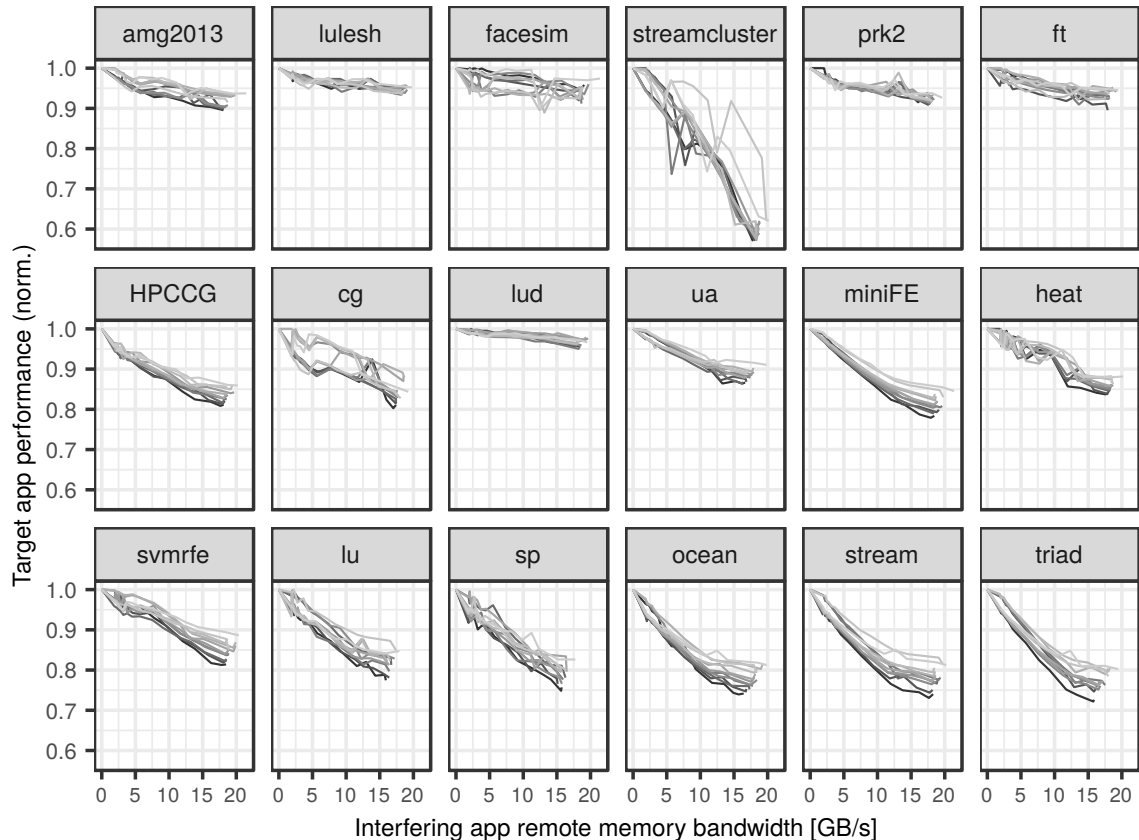 amg2013 lulesh facesim streamcluster prk2 ft
1.0
0.9
0.8
0.7
0.6
HPCCG cg lud ua miniFE heat
1.0
0.9
0.8
0.7
0.6
Target app performance (norm.)
svmrfe lu sp ocean stream triad
1.0
0.9
0.8
0.7
0.6
0 5 10 15 20 0 5 10 15 20 0 5 10 15 20 0 5 10 15 20 0 5 10 15 20 0 5 10 15 20
Interfering app remote memory bandwidth [GB/s]